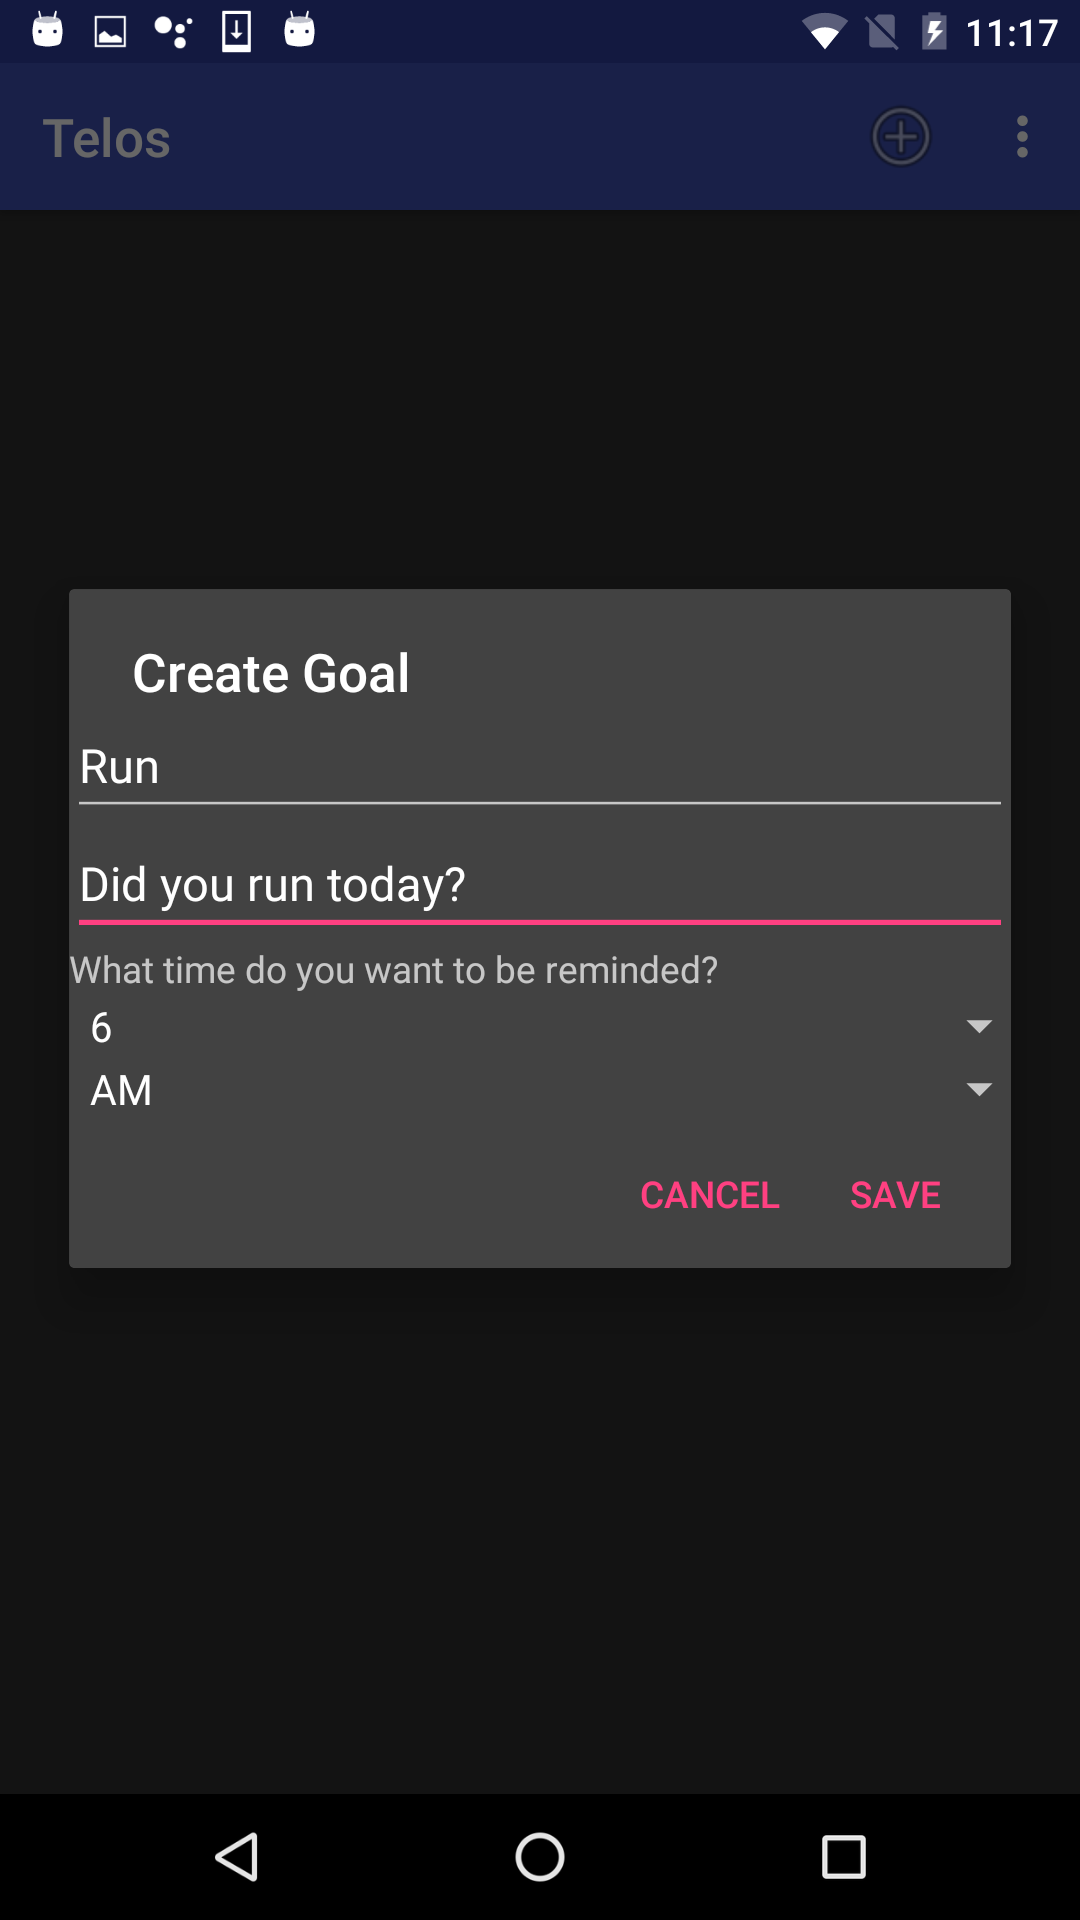 11:17
Telos
Create Goal
Run
Did you run today?
What time do you want to be reminded?
6
AM
CANCEL SAVE